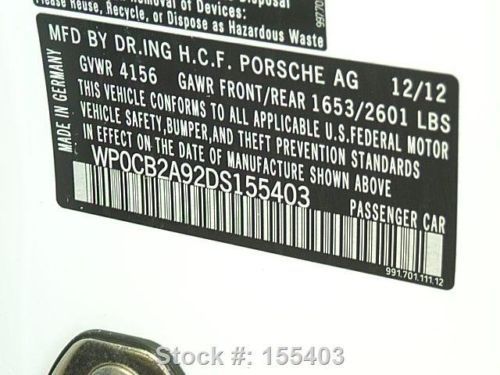 Removal of Devices:
Please Reuse, Recycle, or Dispose as Hazardous Waste
MFD BY DR.ING H.C.F. PORSCHE AG 12/12
GVWR 4156 GAWR FRONT/REAR 1653/2601 LBS
THIS VEHICLE CONFORMS TO ALL APPLICABLE U.S.FEDERAL MOTOR
VEHICLE SAFETY,BUMPER,AND THEFT PREVENTION STANDARDS
IN EFFECT ON THE DATE OF MANUFACTURE SHOWN ABOVE
WP0CB2A92DS155403
PASSENGER CAR
MADE IN GERMANY
991.701.111.12
Stock #: 155403